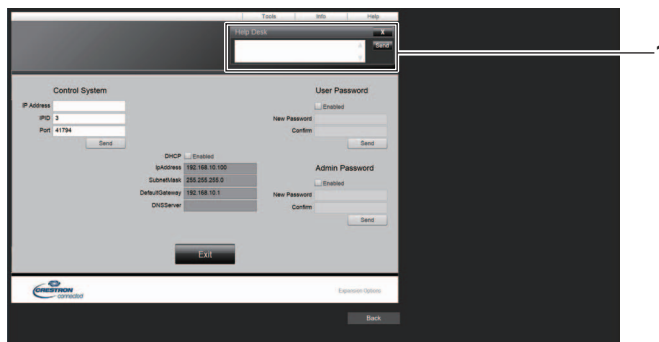 Tools Info Help
Help Desk X
Send
Control System
User Password
IP Address
Enabled
IPID 3
New Password
Port 41794
Confirm
Send
Send
DHCP Enabled
IpAddress 192.168.10.100
Admin Password
SubnetMask 255.255.255.0
Enabled
DefaultGateway 192.168.10.1
New Password
DNSServer
Confirm
Send
Exit
CRESTRON
connected
Expansion Options
Back